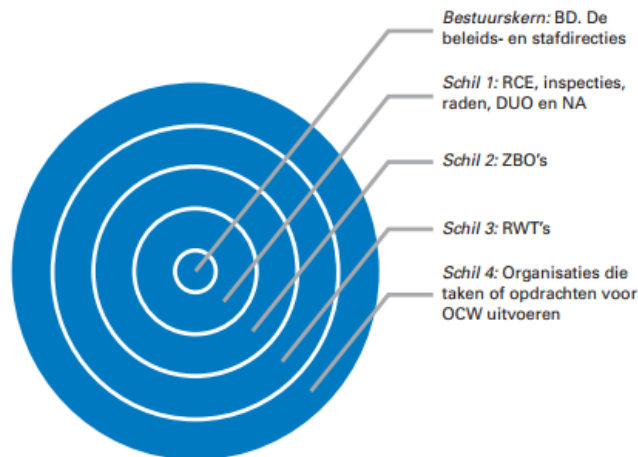 Bestuurskern: BD. De
beleids- en stafdirecties
Schil 1: RCE, inspecties,
raden, DUO en NA
Schil 2: ZBO's
Schil 3: RWT's
Schil 4: Organisaties die
taken of opdrachten voor
OCW uitvoeren